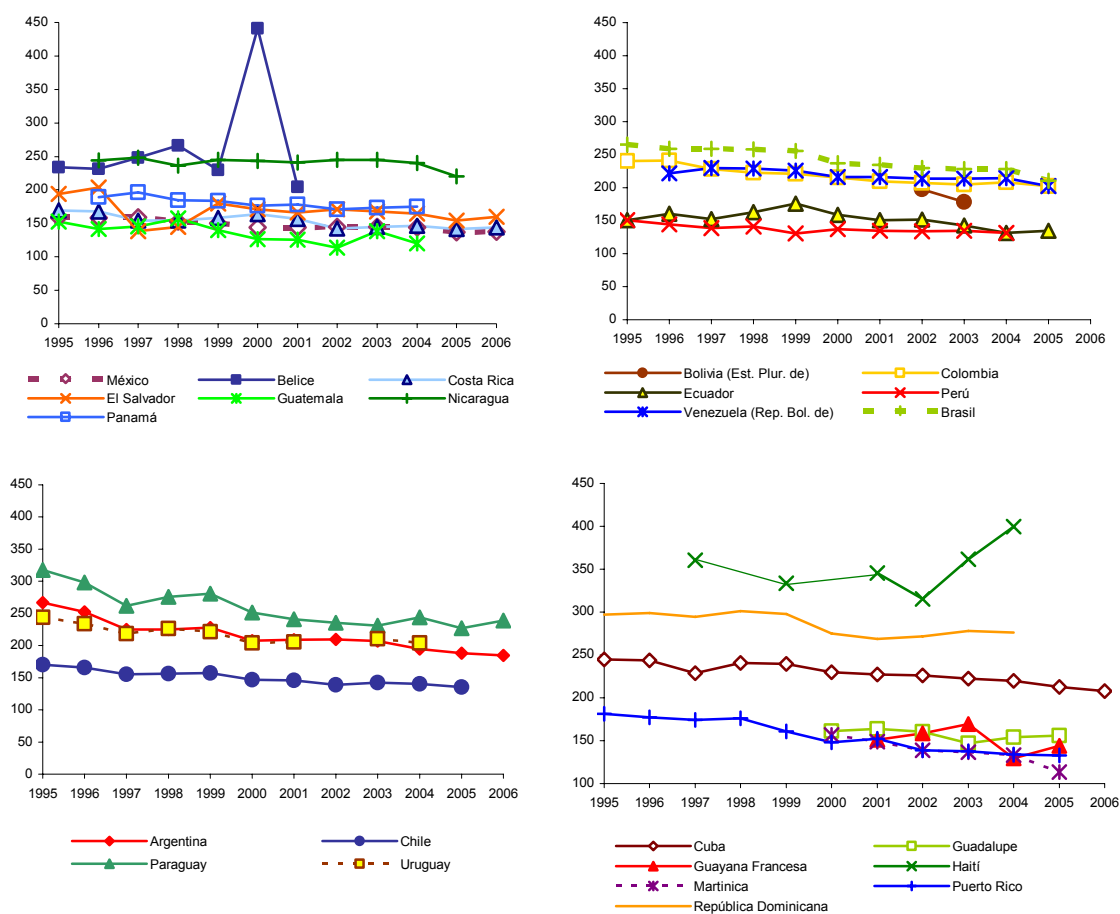 450
400
350
300
250
200
150
100
50
0
1995 1996 1997 1998 1999 2000 2001 2002 2003 2004 2005 2006
México Belice Costa Rica
El Salvador Guatemala Nicaragua
Panamá
450
400
350
300
250
200
150
100
50
0
1995 1996 1997 1998 1999 2000 2001 2002 2003 2004 2005 2006
Bolivia (Est. Plur. de) Colombia
Ecuador Perú
Venezuela (Rep. Bol. de) Brasil
450
400
350
300
250
200
150
100
50
0
1995 1996 1997 1998 1999 2000 2001 2002 2003 2004 2005 2006
Argentina Chile
Paraguay Uruguay
450
400
350
300
250
200
150
100
1995 1996 1997 1998 1999 2000 2001 2002 2003 2004 2005 2006
Cuba Guadalupe
Guayana Francesa Haití
Martinica Puerto Rico
República Dominicana